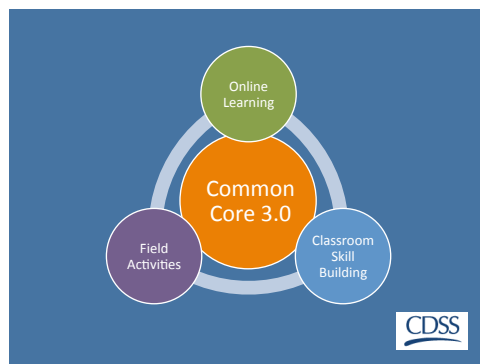 Online
Learning
Common
Core 3.0
Field
Activities
Classroom
Skill
Building
CDSS